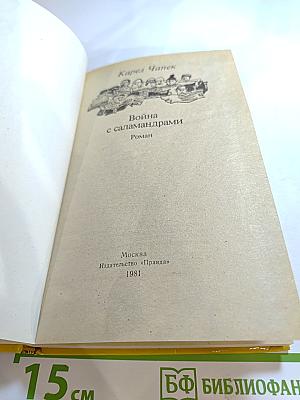 Карел Чапек
Война
с саламандрами
Роман
Москва
Издательство «Правда»
1981
15 см
БФ БИБЛИОФАН